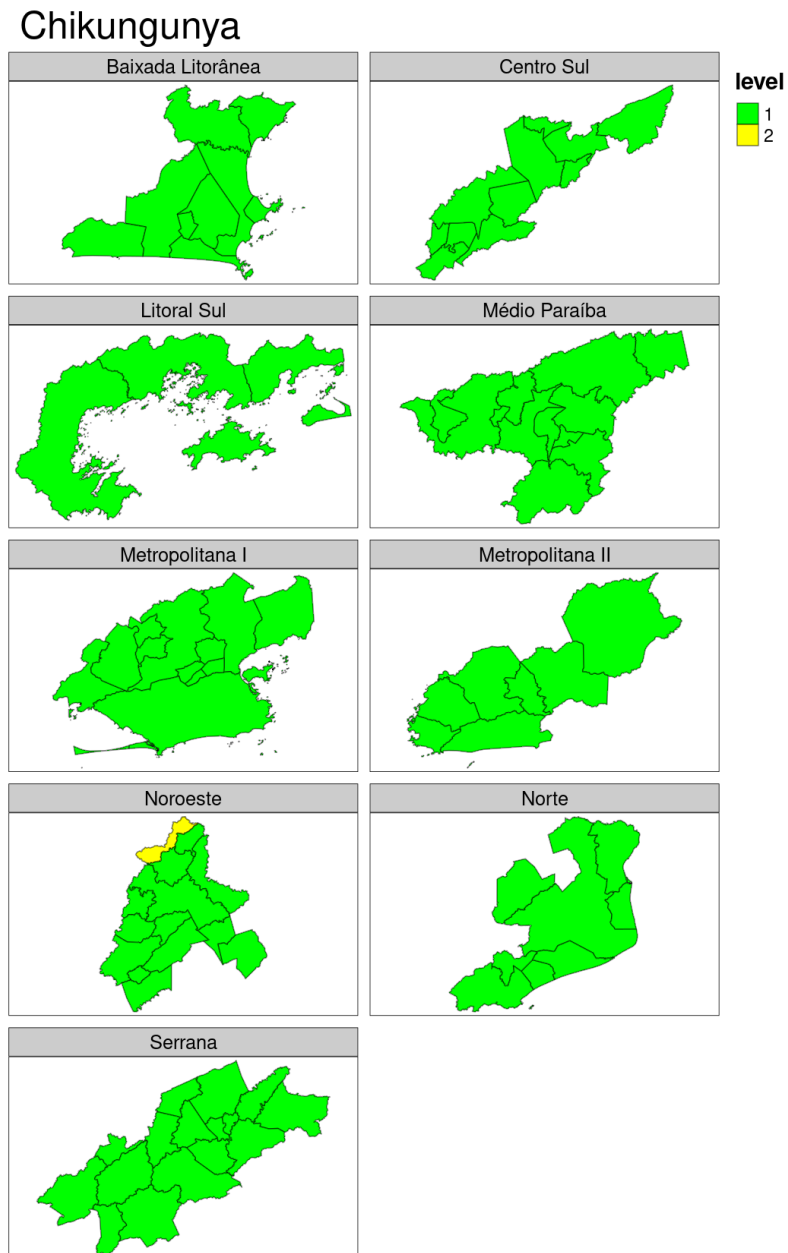 Chikungunya
Baixada Litorânea
Centro Sul
level
1
2
Litoral Sul
Médio Paraíba
Metropolitana I
Metropolitana II
Noroeste
Norte
Serrana